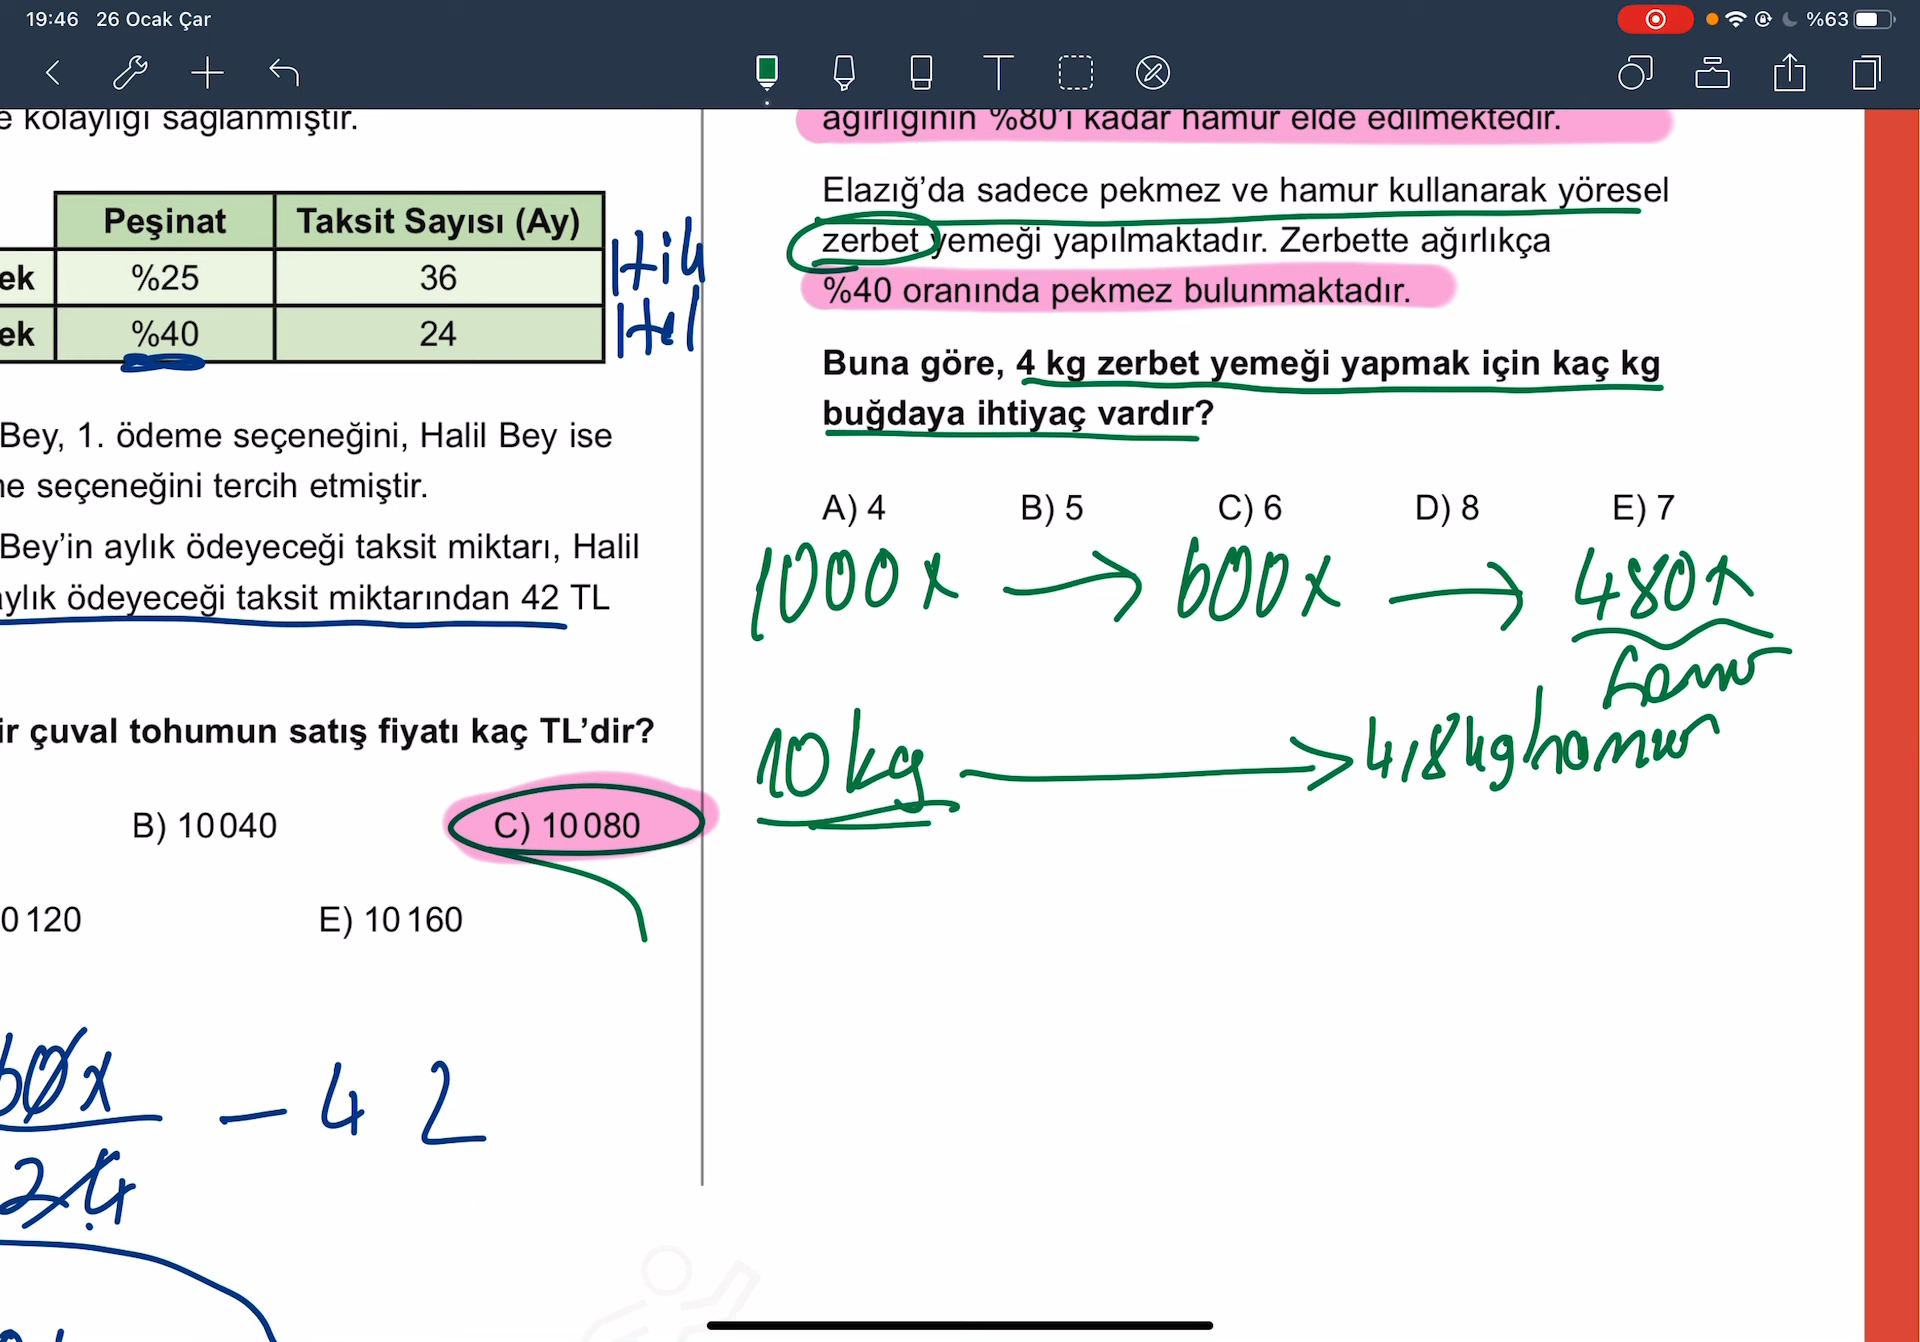 19:46 26 Ocak Çar
%63
e kolaylığı sağlanmıştır.
Peşinat Taksit Sayısı (Ay)
ek %25 36
ek %40 24
Bey, 1. ödeme seçeneğini, Halil Bey ise
ne seçeneğini tercih etmiştir.
Bey’in aylık ödeyeceği taksit miktarı, Halil
aylık ödeyeceği taksit miktarından 42 TL
ir çuval tohumun satış fiyatı kaç TL’dir?
B) 10 040 C) 10 080
0 120 E) 10 160
60x
24
- 42
ağırlığının %80’i kadar hamur elde edilmektedir.
Elazığ’da sadece pekmez ve hamur kullanarak yöresel
zerbet yemeği yapılmaktadır. Zerbette ağırlıkça
%40 oranında pekmez bulunmaktadır.
Buna göre, 4 kg zerbet yemeği yapmak için kaç kg
buğdaya ihtiyaç vardır?
A) 4 B) 5 C) 6 D) 8 E) 7
1000x → 600x → 480x
hamur
10 kg → 4,8 kg hamur